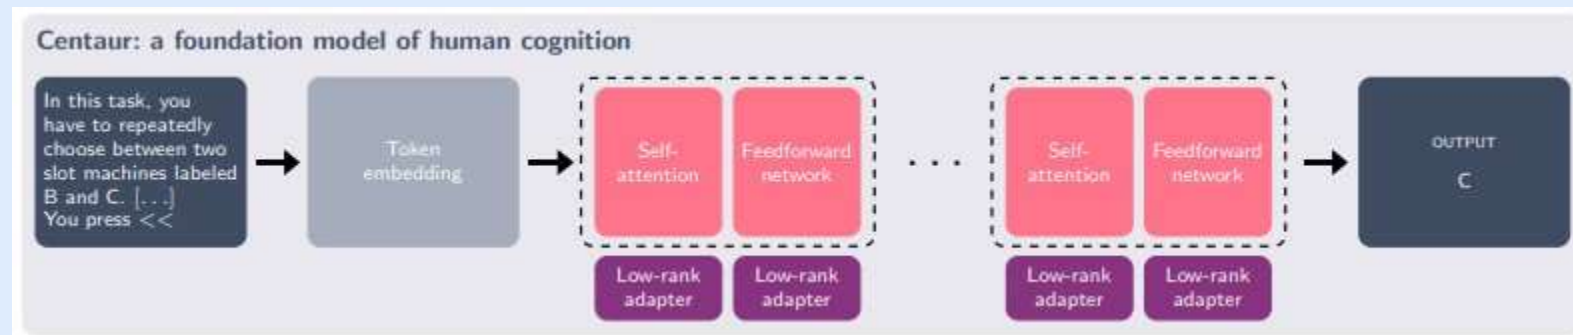 Centaur: a foundation model of human cognition
In this task, you
have to repeatedly
choose between two
slot machines labeled
B and C. [...]
You press <<
Token
embedding
Self-
attention
Feedforward
network
. . .
Self-
attention
Feedforward
network
OUTPUT
C
Low-rank
adapter
Low-rank
adapter
Low-rank
adapter
Low-rank
adapter